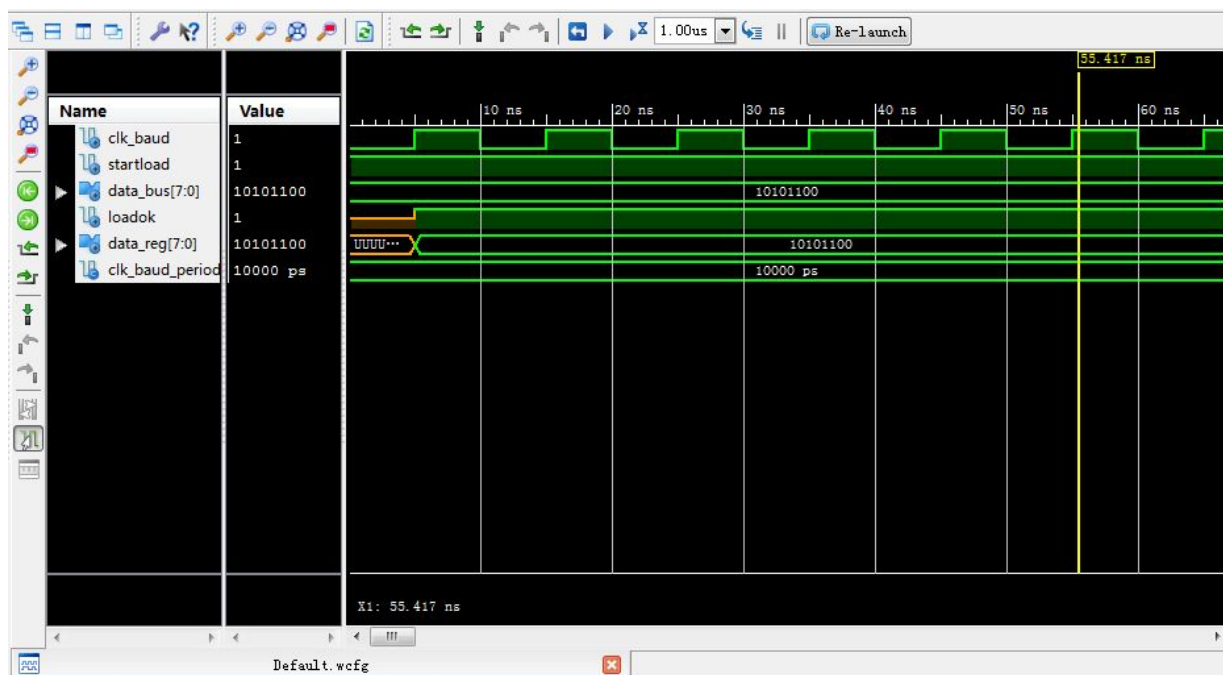 1.00us Re-launch
55.417 ns
Name Value 10 ns 20 ns 30 ns 40 ns 50 ns 60 ns
clk_baud 1
startload 1
data_bus[7:0] 10101100 10101100
loadok 1
data_reg[7:0] 10101100 UUUU... 10101100
clk_baud_period 10000 ps 10000 ps
X1: 55.417 ns
Default.wcfg